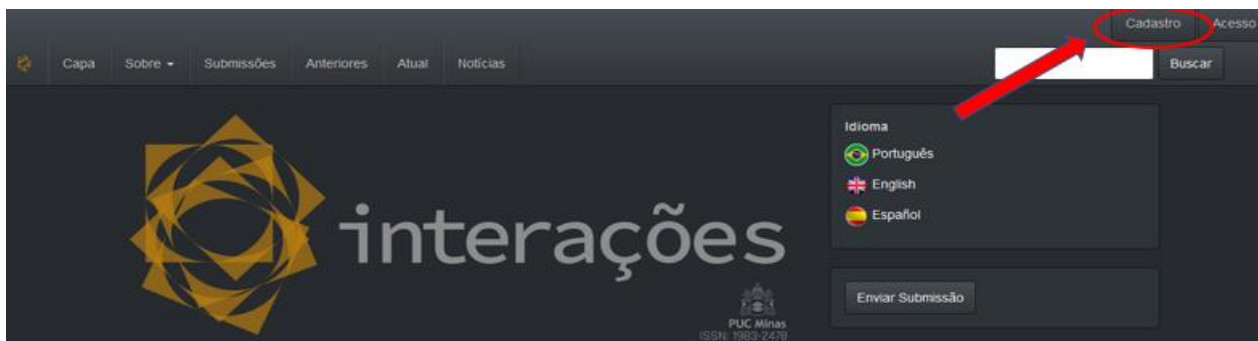 Cadastro Acesso
Capa Sobre Submissões Anteriores Atual Notícias Buscar
Idioma
Português
English
Español
interações
Enviar Submissão
PUC Minas
ISSN: 1983-2478